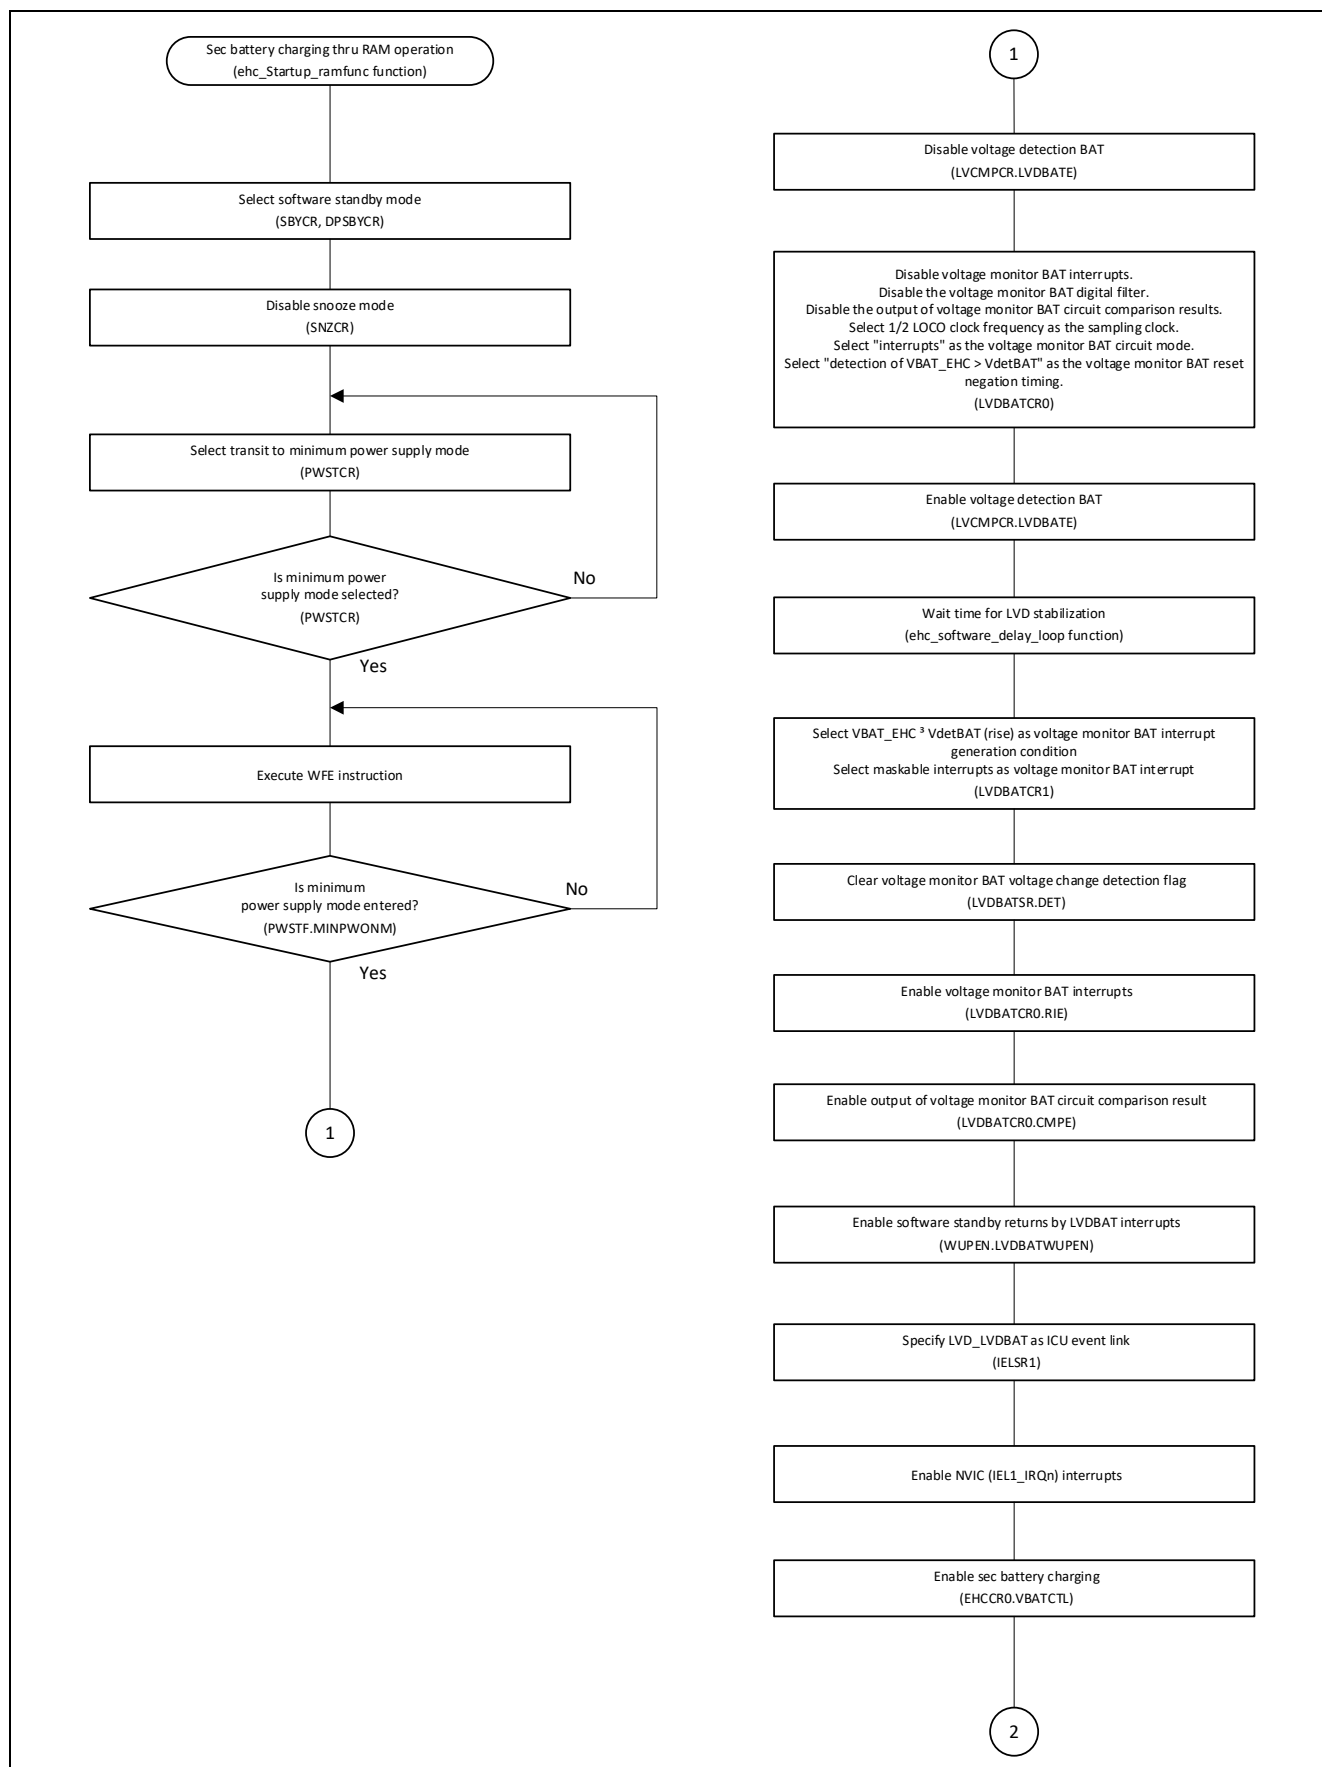 Sec battery charging thru RAM operation
(ehc_Startup_ramfunc function)
Select software standby mode
(SBYCR, DPSBYCR)
Disable snooze mode
(SNZCR)
Select transit to minimum power supply mode
(PWSTCR)
Is minimum power
supply mode selected?
(PWSTCR)
No
Yes
Execute WFE instruction
Is minimum
power supply mode entered?
(PWSTF.MINPWONM)
No
Yes
1
1
Disable voltage detection BAT
(LVCMPCR.LVDBATE)
Disable voltage monitor BAT interrupts.
Disable the voltage monitor BAT digital filter.
Disable the output of voltage monitor BAT circuit comparison results.
Select 1/2 LOCO clock frequency as the sampling clock.
Select "interrupts" as the voltage monitor BAT circuit mode.
Select "detection of VBAT_EHC > VdetBAT" as the voltage monitor BAT reset
negation timing.
(LVDBATCR0)
Enable voltage detection BAT
(LVCMPCR.LVDBATE)
Wait time for LVD stabilization
(ehc_software_delay_loop function)
Select VBAT_EHC ³ VdetBAT (rise) as voltage monitor BAT interrupt
generation condition
Select maskable interrupts as voltage monitor BAT interrupt
(LVDBATCR1)
Clear voltage monitor BAT voltage change detection flag
(LVDBATSR.DET)
Enable voltage monitor BAT interrupts
(LVDBATCR0.RIE)
Enable output of voltage monitor BAT circuit comparison result
(LVDBATCR0.CMPE)
Enable software standby returns by LVDBAT interrupts
(WUPEN.LVDBATWUPEN)
Specify LVD_LVDBAT as ICU event link
(IELSR1)
Enable NVIC (IEL1_IRQn) interrupts
Enable sec battery charging
(EHCCR0.VBATCTL)
2